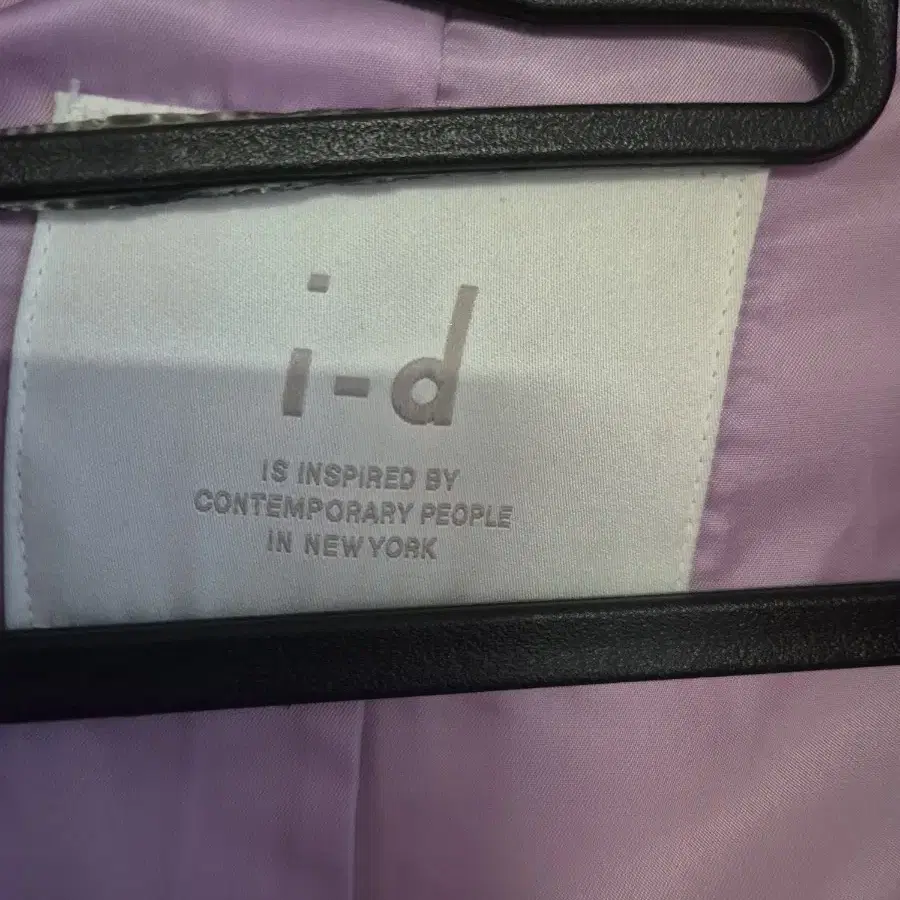 i-d
IS INSPIRED BY
CONTEMPORARY PEOPLE
IN NEW YORK